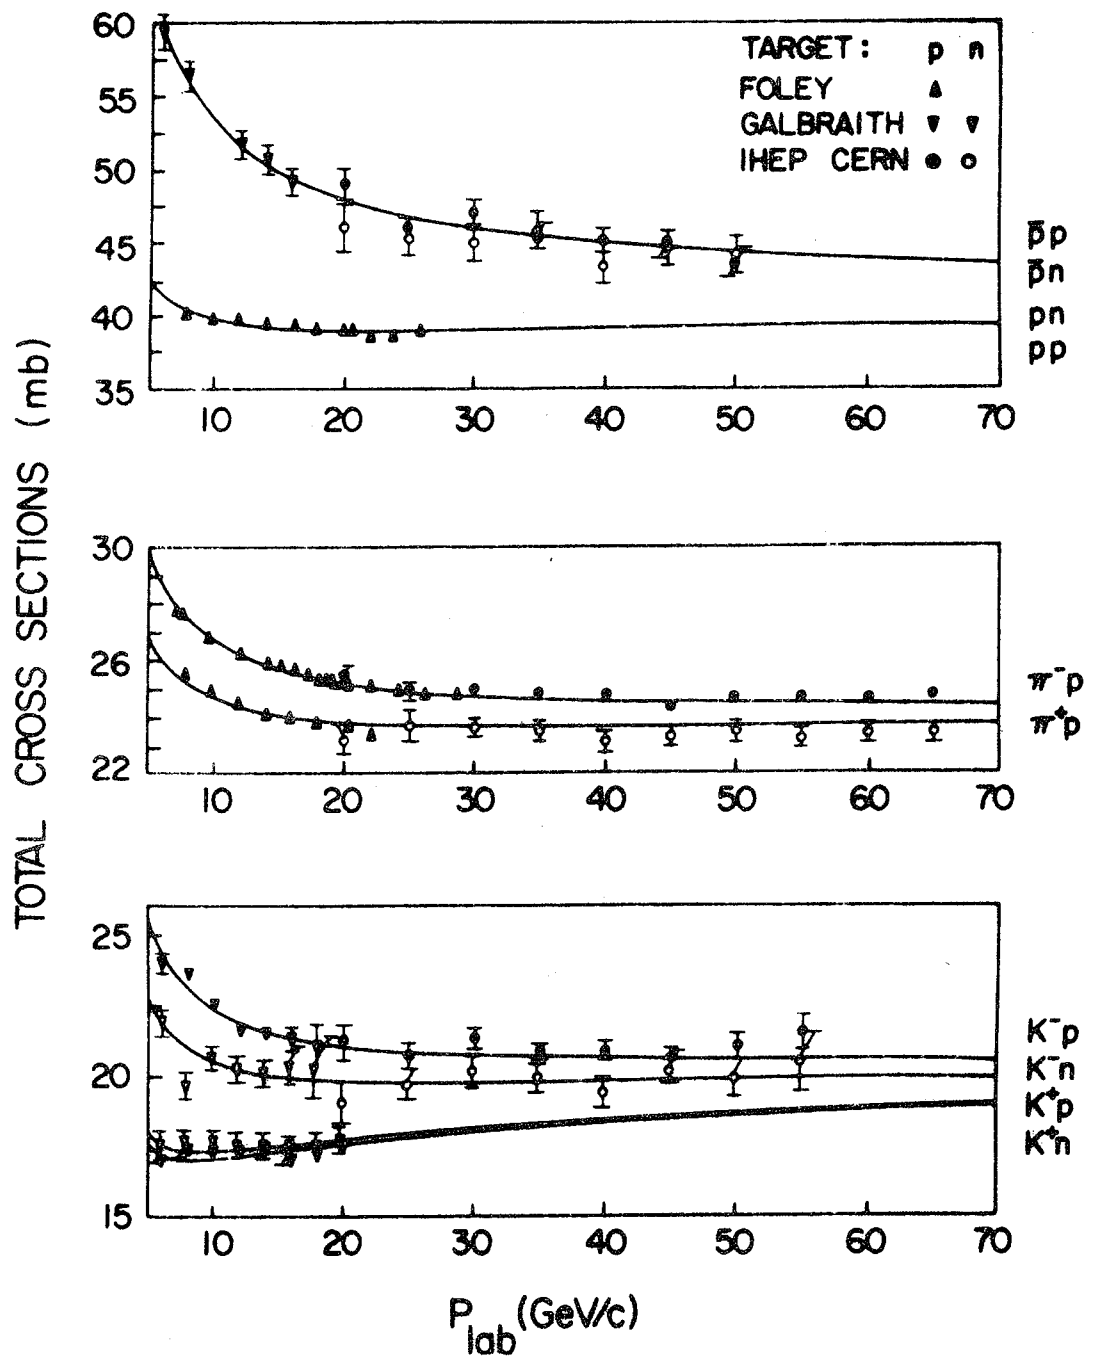 TOTAL CROSS SECTIONS (mb)
60
55
50
45
40
35
TARGET: p n
FOLEY
GALBRAITH
IHEP CERN
p̄p
p̄n
pn
pp
10 20 30 40 50 60 70
30
26
22
π⁻p
π⁺p
10 20 30 40 50 60 70
25
20
15
K⁻p
K⁻n
K⁺p
K⁺n
10 20 30 40 50 60 70
P_lab (GeV/c)